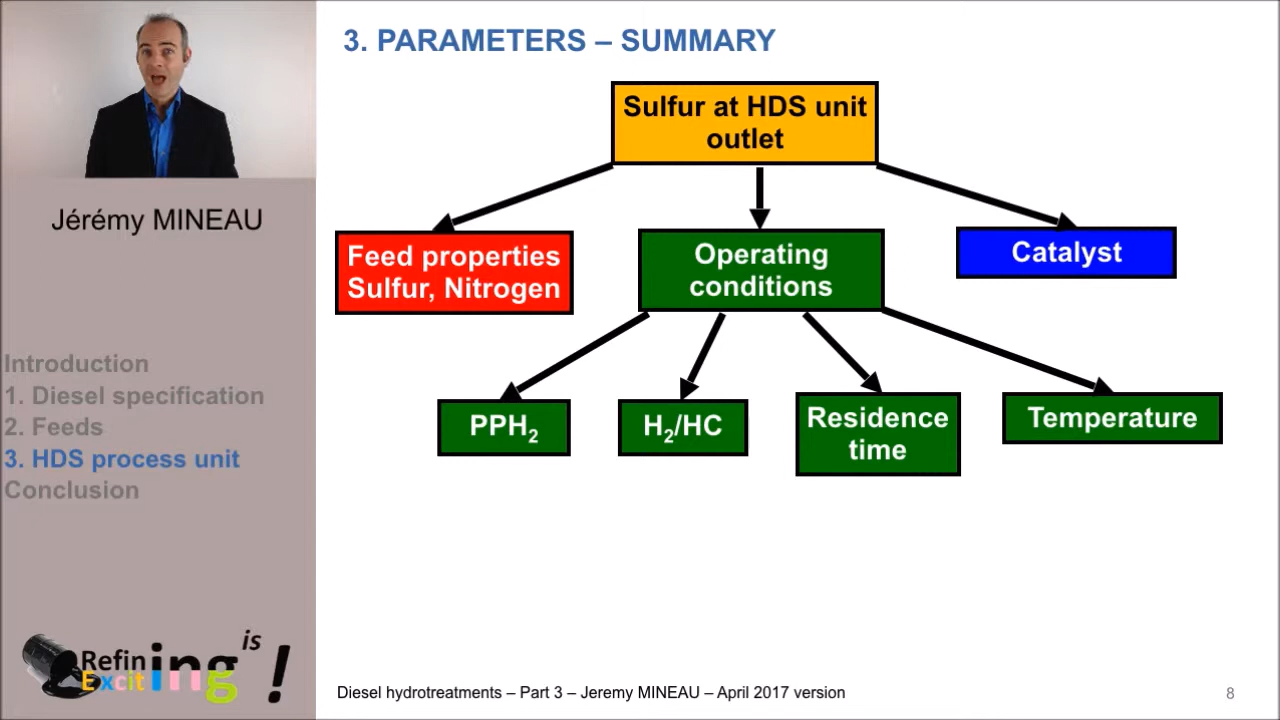 3. PARAMETERS – SUMMARY
Sulfur at HDS unit
outlet
Feed properties
Sulfur, Nitrogen
Operating
conditions
Catalyst
PPH₂
H₂/HC
Residence
time
Temperature
Jérémy MINEAU
Introduction
1. Diesel specification
2. Feeds
3. HDS process unit
Conclusion
Refining is
Exciting !
Diesel hydrotreatments – Part 3 – Jeremy MINEAU – April 2017 version
8